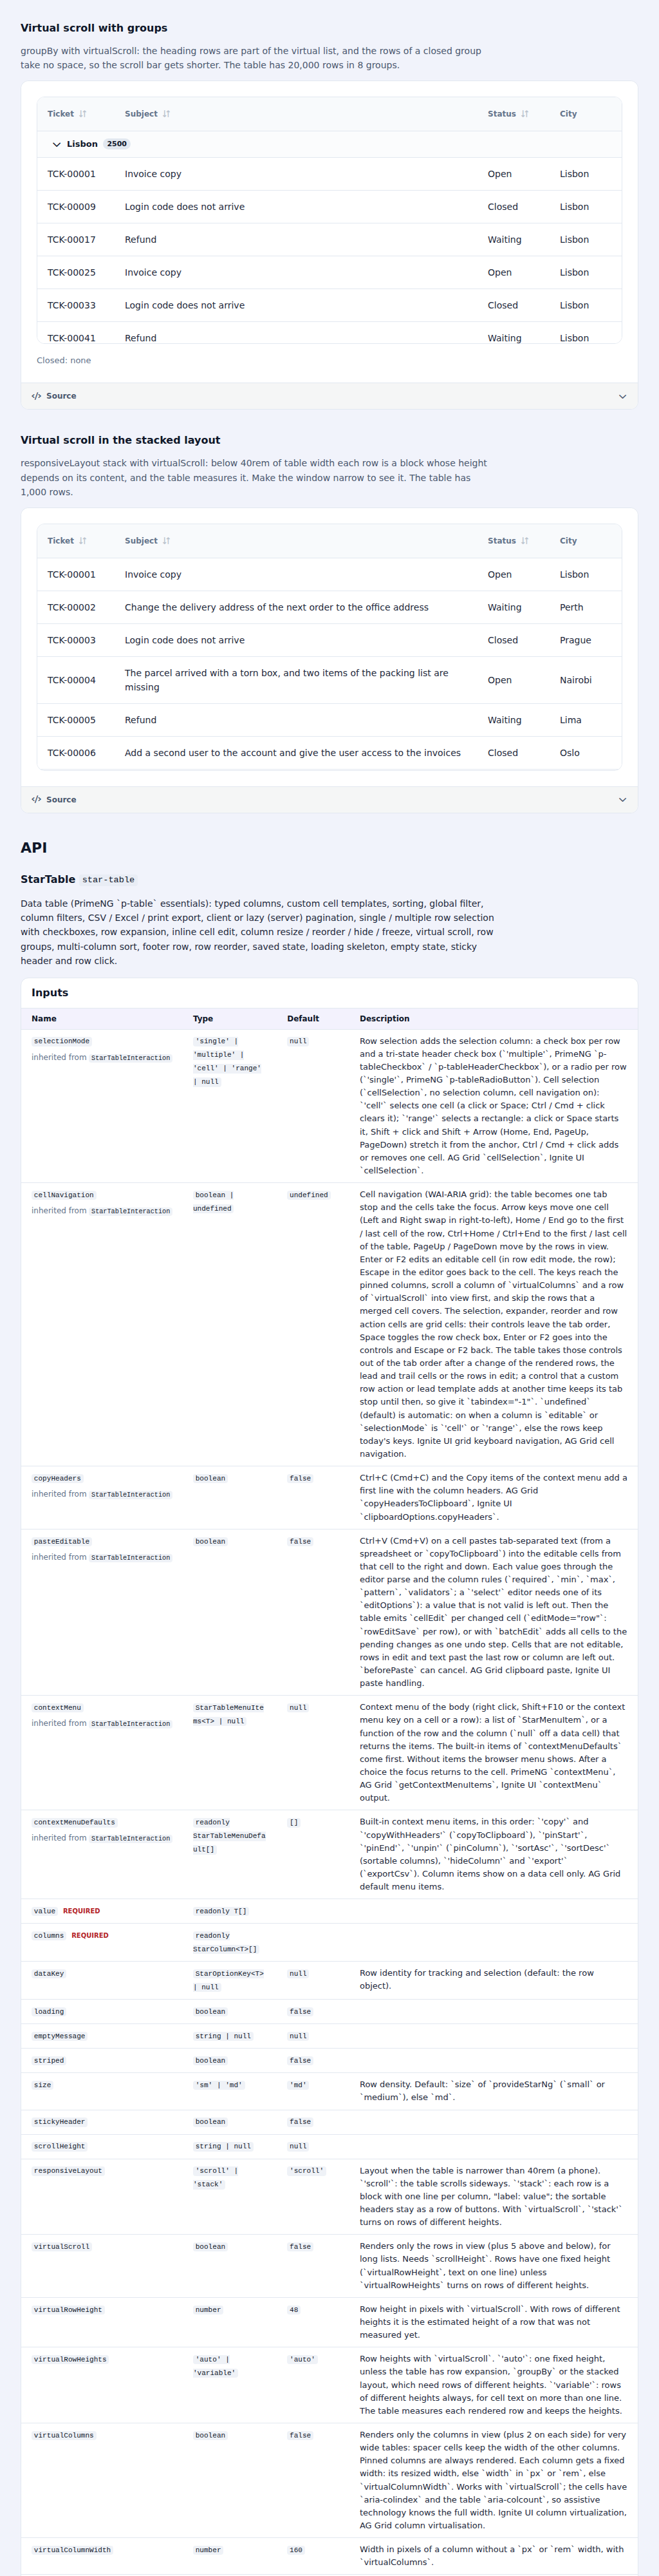 Virtual scroll with groups
groupBy with virtualScroll: the heading rows are part of the virtual list, and the rows of a closed group
take no space, so the scroll bar gets shorter. The table has 20,000 rows in 8 groups.
Ticket Subject Status City
Lisbon 2500
TCK-00001 Invoice copy Open Lisbon
TCK-00009 Login code does not arrive Closed Lisbon
TCK-00017 Refund Waiting Lisbon
TCK-00025 Invoice copy Open Lisbon
TCK-00033 Login code does not arrive Closed Lisbon
TCK-00041 Refund Waiting Lisbon
Closed: none
Source
Virtual scroll in the stacked layout
responsiveLayout stack with virtualScroll: below 40rem of table width each row is a block whose height
depends on its content, and the table measures it. Make the window narrow to see it. The table has
1,000 rows.
Ticket Subject Status City
TCK-00001 Invoice copy Open Lisbon
TCK-00002 Change the delivery address of the next order to the office address Waiting Perth
TCK-00003 Login code does not arrive Closed Prague
TCK-00004 The parcel arrived with a torn box, and two items of the packing list are
missing Open Nairobi
TCK-00005 Refund Waiting Lima
TCK-00006 Add a second user to the account and give the user access to the invoices Closed Oslo
Source
API
StarTable star-table
Data table (PrimeNG `p-table` essentials): typed columns, custom cell templates, sorting, global filter,
column filters, CSV / Excel / print export, client or lazy (server) pagination, single / multiple row selection
with checkboxes, row expansion, inline cell edit, column resize / reorder / hide / freeze, virtual scroll, row
groups, multi-column sort, footer row, row reorder, saved state, loading skeleton, empty state, sticky
header and row click.
Inputs
Name Type Default Description
selectionMode
inherited from StarTableInteraction
'single' |
'multiple' |
'cell' | 'range'
| null
null
Row selection adds the selection column: a check box per row
and a tri-state header check box (`'multiple'`, PrimeNG `p-
tableCheckbox` / `p-tableHeaderCheckbox`), or a radio per row
(`'single'`, PrimeNG `p-tableRadioButton`). Cell selection
(`cellSelection`, no selection column, cell navigation on):
`'cell'` selects one cell (a click or Space; Ctrl / Cmd + click
clears it); `'range'` selects a rectangle: a click or Space starts
it, Shift + click and Shift + Arrow (Home, End, PageUp,
PageDown) stretch it from the anchor, Ctrl / Cmd + click adds
or removes one cell. AG Grid `cellSelection`, Ignite UI
`cellSelection`.
cellNavigation
inherited from StarTableInteraction
boolean |
undefined
undefined
Cell navigation (WAI-ARIA grid): the table becomes one tab
stop and the cells take the focus. Arrow keys move one cell
(Left and Right swap in right-to-left), Home / End go to the first
/ last cell of the row, Ctrl+Home / Ctrl+End to the first / last cell
of the table, PageUp / PageDown move by the rows in view.
Enter or F2 edits an editable cell (in row edit mode, the row);
Escape in the editor goes back to the cell. The keys reach the
pinned columns, scroll a column of `virtualColumns` and a row
of `virtualScroll` into view first, and skip the rows that a
merged cell covers. The selection, expander, reorder and row
action cells are grid cells: their controls leave the tab order,
Space toggles the row check box, Enter or F2 goes into the
controls and Escape or F2 back. The table takes those controls
out of the tab order after a change of the rendered rows, the
lead and trail cells or the rows in edit; a control that a custom
row action or lead template adds at another time keeps its tab
stop until then, so give it `tabindex="-1"`. `undefined`
(default) is automatic: on when a column is `editable` or
`selectionMode` is `'cell'` or `'range'`, else the rows keep
today's keys. Ignite UI grid keyboard navigation, AG Grid cell
navigation.
copyHeaders
inherited from StarTableInteraction
boolean
false
Ctrl+C (Cmd+C) and the Copy items of the context menu add a
first line with the column headers. AG Grid
`copyHeadersToClipboard`, Ignite UI
`clipboardOptions.copyHeaders`.
pasteEditable
inherited from StarTableInteraction
boolean
false
Ctrl+V (Cmd+V) on a cell pastes tab-separated text (from a
spreadsheet or `copyToClipboard`) into the editable cells from
that cell to the right and down. Each value goes through the
editor parse and the column rules (`required`, `min`, `max`,
`pattern`, `validators`; a `'select'` editor needs one of its
`editOptions`): a value that is not valid is left out. Then the
table emits `cellEdit` per changed cell (`editMode="row"`:
`rowEditSave` per row), or with `batchEdit` adds all cells to the
pending changes as one undo step. Cells that are not editable,
rows in edit and text past the last row or column are left out.
`beforePaste` can cancel. AG Grid clipboard paste, Ignite UI
paste handling.
contextMenu
inherited from StarTableInteraction
StarTableMenuIte
ms<T> | null
null
Context menu of the body (right click, Shift+F10 or the context
menu key on a cell or a row): a list of `StarMenuItem`, or a
function of the row and the column (`null` off a data cell) that
returns the items. The built-in items of `contextMenuDefaults`
come first. Without items the browser menu shows. After a
choice the focus returns to the cell. PrimeNG `contextMenu`,
AG Grid `getContextMenuItems`, Ignite UI `contextMenu`
output.
contextMenuDefaults
inherited from StarTableInteraction
readonly
StarTableMenuDefa
ult[]
[]
Built-in context menu items, in this order: `'copy'` and
`'copyWithHeaders'` (`copyToClipboard`), `'pinStart'`,
`'pinEnd'`, `'unpin'` (`pinColumn`), `'sortAsc'`, `'sortDesc'`
(sortable columns), `'hideColumn'` and `'export'`
(`exportCsv`). Column items show on a data cell only. AG Grid
default menu items.
value REQUIRED readonly T[]
columns REQUIRED readonly
StarColumn<T>[]
dataKey
StarOptionKey<T>
| null
null
Row identity for tracking and selection (default: the row
object).
loading boolean false
emptyMessage string | null null
striped boolean false
size 'sm' | 'md' 'md' Row density. Default: `size` of `provideStarNg` (`small` or
`medium`), else `md`.
stickyHeader boolean false
scrollHeight string | null null
responsiveLayout
'scroll' |
'stack'
'scroll'
Layout when the table is narrower than 40rem (a phone).
`'scroll'`: the table scrolls sideways. `'stack'`: each row is a
block with one line per column, "label: value"; the sortable
headers stay as a row of buttons. With `virtualScroll`, `'stack'`
turns on rows of different heights.
virtualScroll boolean false
Renders only the rows in view (plus 5 above and below), for
long lists. Needs `scrollHeight`. Rows have one fixed height
(`virtualRowHeight`, text on one line) unless
`virtualRowHeights` turns on rows of different heights.
virtualRowHeight number 48
Row height in pixels with `virtualScroll`. With rows of different
heights it is the estimated height of a row that was not
measured yet.
virtualRowHeights
'auto' |
'variable'
'auto'
Row heights with `virtualScroll`. `'auto'`: one fixed height,
unless the table has row expansion, `groupBy` or the stacked
layout, which need rows of different heights. `'variable'`: rows
of different heights always, for cell text on more than one line.
The table measures each rendered row and keeps the heights.
virtualColumns boolean false
Renders only the columns in view (plus 2 on each side) for very
wide tables: spacer cells keep the width of the other columns.
Pinned columns are always rendered. Each column gets a fixed
width: its resized width, else `width` in `px` or `rem`, else
`virtualColumnWidth`. Works with `virtualScroll`; the cells have
`aria-colindex` and the table `aria-colcount`, so assistive
technology knows the full width. Ignite UI column virtualization,
AG Grid column virtualisation.
virtualColumnWidth number 160
Width in pixels of a column without a `px` or `rem` width, with
`virtualColumns`.